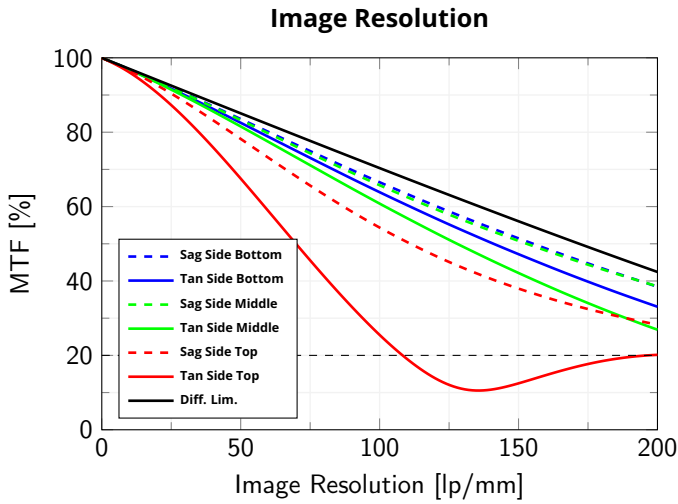 Image Resolution
100
80
60
40
20
0
MTF [%]
Sag Side Bottom
Tan Side Bottom
Sag Side Middle
Tan Side Middle
Sag Side Top
Tan Side Top
Diff. Lim.
0 50 100 150 200
Image Resolution [lp/mm]